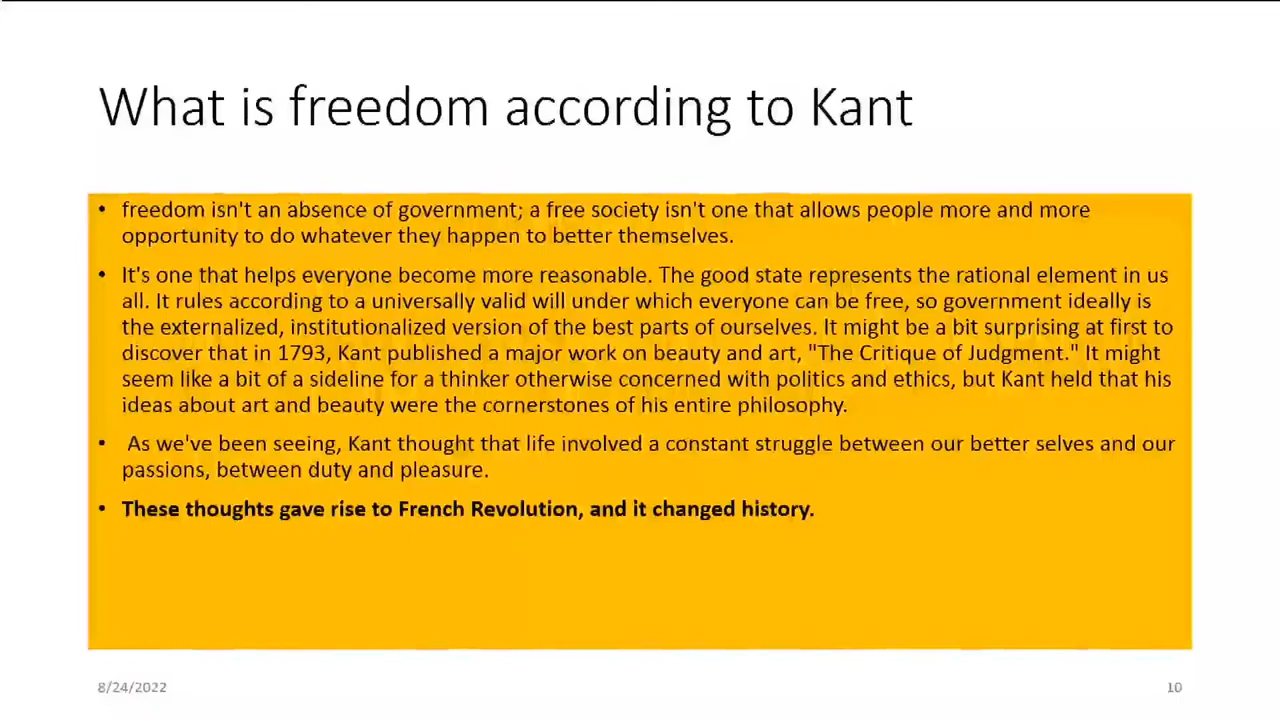 What is freedom according to Kant
• freedom isn't an absence of government; a free society isn't one that allows people more and more
opportunity to do whatever they happen to better themselves.
• It's one that helps everyone become more reasonable. The good state represents the rational element in us
all. It rules according to a universally valid will under which everyone can be free, so government ideally is
the externalized, institutionalized version of the best parts of ourselves. It might be a bit surprising at first to
discover that in 1793, Kant published a major work on beauty and art, "The Critique of Judgment." It might
seem like a bit of a sideline for a thinker otherwise concerned with politics and ethics, but Kant held that his
ideas about art and beauty were the cornerstones of his entire philosophy.
• As we've been seeing, Kant thought that life involved a constant struggle between our better selves and our
passions, between duty and pleasure.
• These thoughts gave rise to French Revolution, and it changed history.
8/24/2022
10